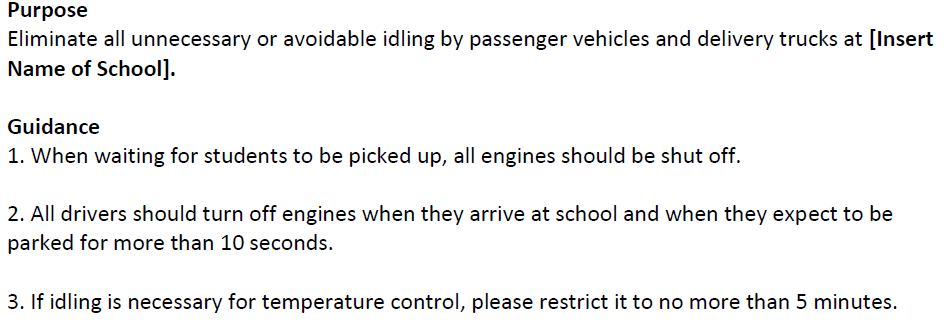 Purpose
Eliminate all unnecessary or avoidable idling by passenger vehicles and delivery trucks at [Insert
Name of School].
Guidance
1. When waiting for students to be picked up, all engines should be shut off.
2. All drivers should turn off engines when they arrive at school and when they expect to be
parked for more than 10 seconds.
3. If idling is necessary for temperature control, please restrict it to no more than 5 minutes.